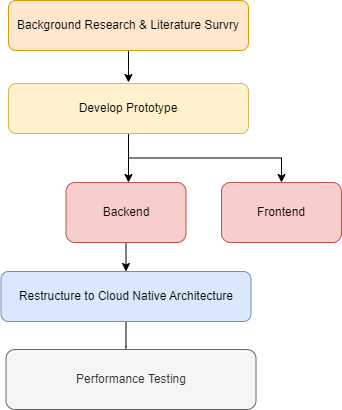 Background Research & Literature Survry
Develop Prototype
Backend
Frontend
Restructure to Cloud Native Architecture
Performance Testing